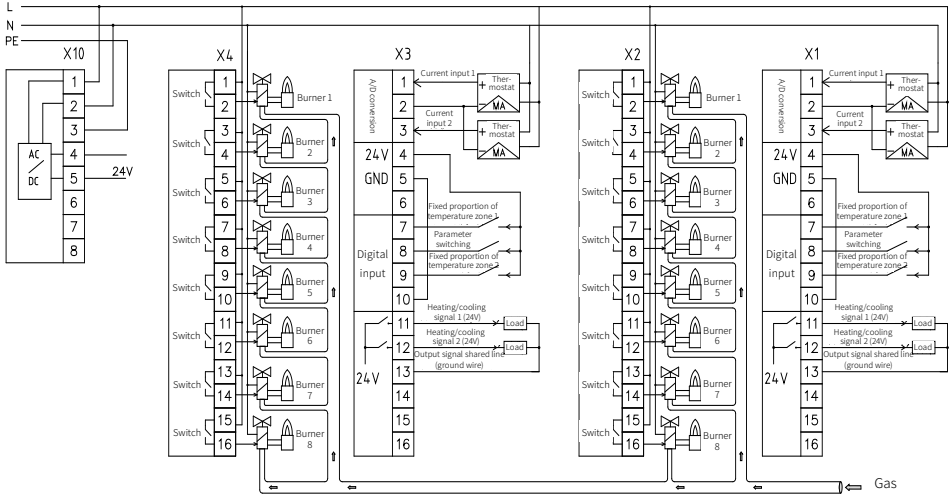 L
N
PE
X10
1
2
3
4
5
6
7
8
AC
DC
24V
X4
Switch
Switch
Switch
Switch
Switch
Switch
Switch
Switch
1
2
3
4
5
6
7
8
9
10
11
12
13
14
15
16
Burner 1
Burner
2
Burner
3
Burner
4
Burner
5
Burner
6
Burner
7
Burner
8
X3
A/D conversion
24V
GND
Digital
input
24V
1
2
3
4
5
6
7
8
9
10
11
12
13
14
15
16
Current input 1
Current
input 2
+
Ther-
mostat
-
MA
+
Ther-
mostat
-
MA
Fixed proportion of
temperature zone 1
Parameter
switching
Fixed proportion of
temperature zone 2
Heating/cooling
signal 1 (24V)
Load
Heating/cooling
signal 2 (24V)
Load
Output signal shared line
(ground wire)
X2
Switch
Switch
Switch
Switch
Switch
Switch
Switch
Switch
1
2
3
4
5
6
7
8
9
10
11
12
13
14
15
16
Burner 1
Burner
2
Burner
3
Burner
4
Burner
5
Burner
6
Burner
7
Burner
8
X1
A/D conversion
24V
GND
Digital
input
24V
1
2
3
4
5
6
7
8
9
10
11
12
13
14
15
16
Current input 1
Current
input 2
+
Ther-
mostat
-
MA
+
Ther-
mostat
-
MA
Fixed proportion of
temperature zone 1
Parameter
switching
Fixed proportion of
temperature zone 2
Heating/cooling
signal 1 (24V)
Load
Heating/cooling
signal 2 (24V)
Load
Output signal shared line
(ground wire)
Gas